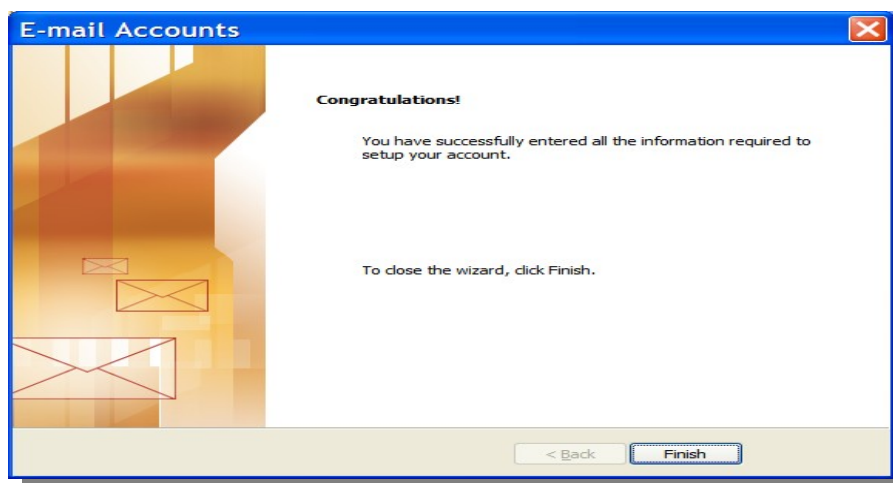 E-mail Accounts
Congratulations!
You have successfully entered all the information required to
setup your account.
To close the wizard, click Finish.
< Back
Finish